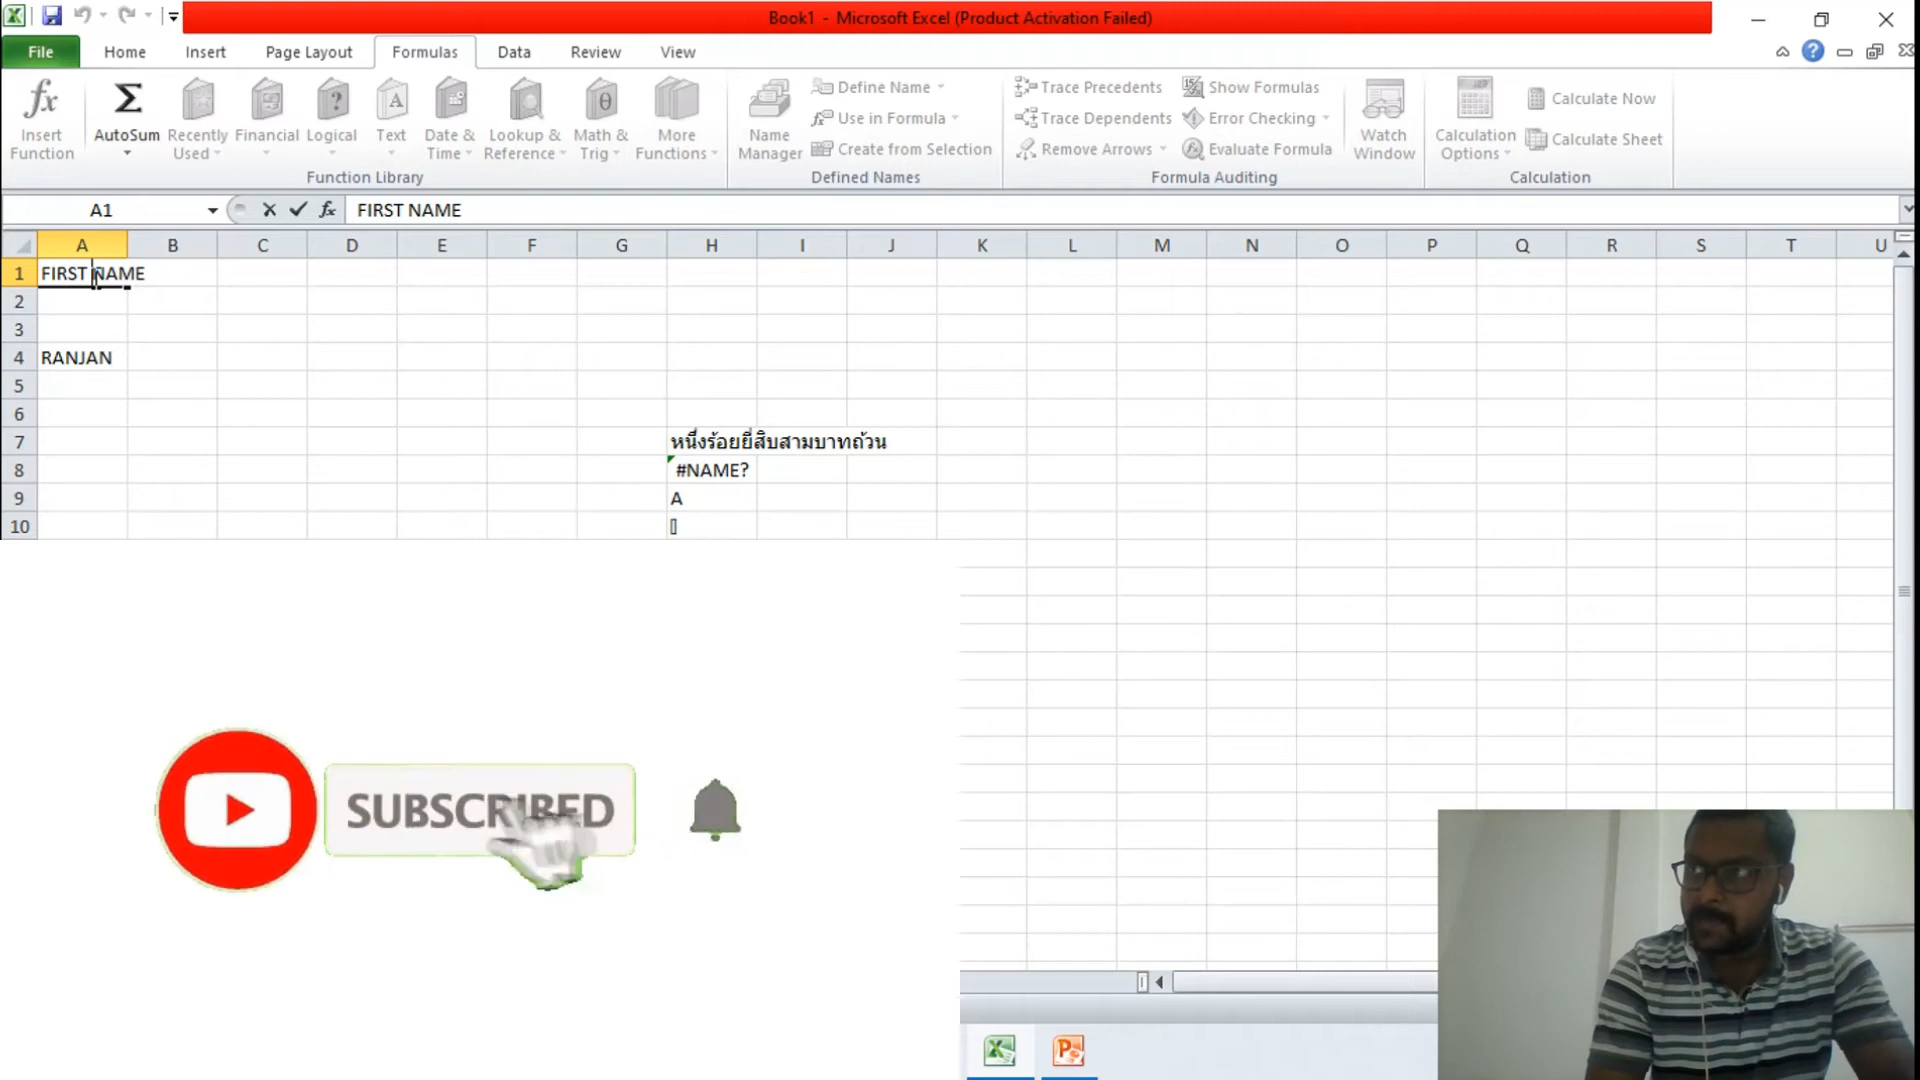 Book1 - Microsoft Excel (Product Activation Failed)
File Home Insert Page Layout Formulas Data Review View
Insert Function
AutoSum
Recently Used
Financial
Logical
Text
Date & Time
Lookup & Reference
Math & Trig
More Functions
Function Library
Name Manager
Define Name
Use in Formula
Create from Selection
Defined Names
Trace Precedents
Trace Dependents
Remove Arrows
Show Formulas
Error Checking
Evaluate Formula
Formula Auditing
Watch Window
Calculation Options
Calculate Now
Calculate Sheet
Calculation
A1 fx FIRST NAME
A B C D E F G H I J K L M N O P Q R S T U
1 FIRST NAME
2
3
4 RANJAN
5
6
7 หนึ่งร้อยยี่สิบสามบาทถ้วน
8 #NAME?
9 A
10
SUBSCRIBED